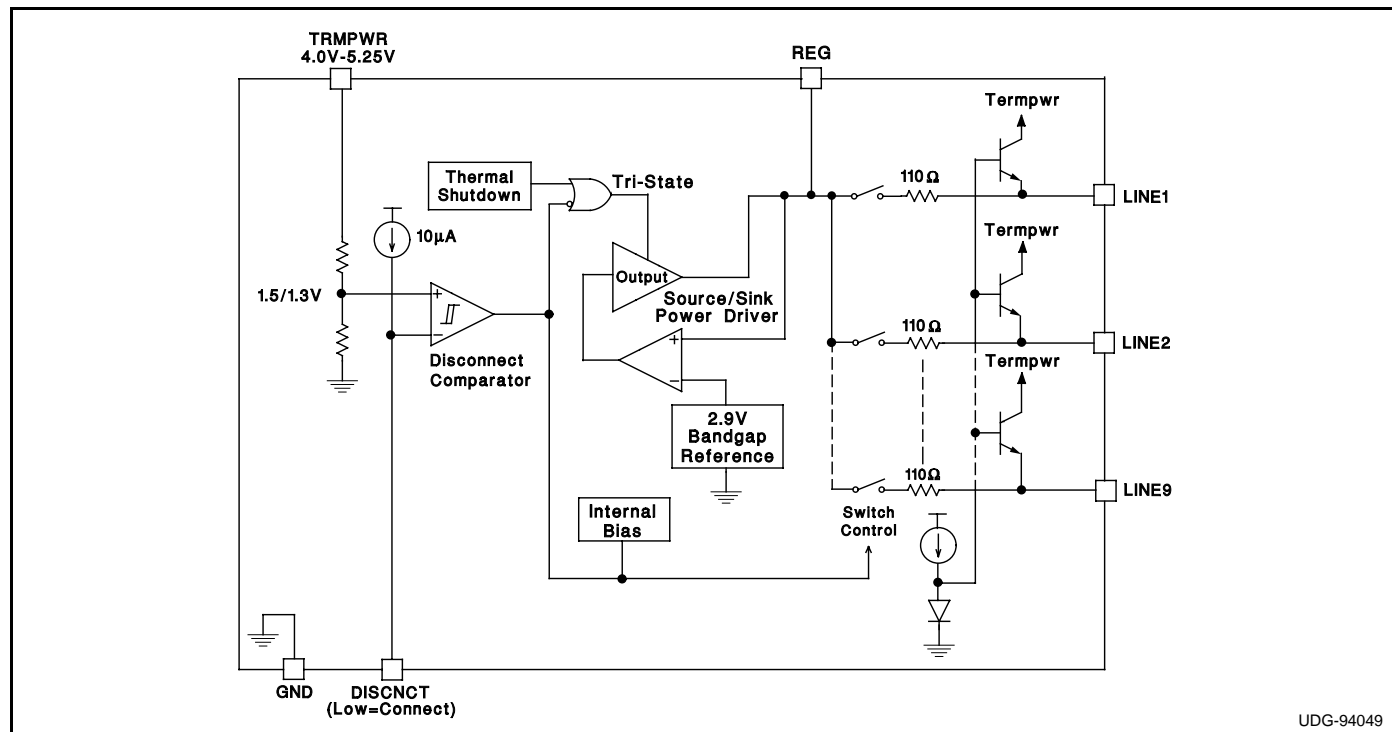 TRMPWR
4.0V-5.25V
REG
Termpwr
Thermal
Shutdown
Tri-State
110Ω
LINE1
10μA
Termpwr
1.5/1.3V
+
-
Output
Source/Sink
Power Driver
110Ω
LINE2
Disconnect
Comparator
+
-
Termpwr
2.9V
Bandgap
Reference
110Ω
LINE9
Internal
Bias
Switch
Control
GND
DISCNCT
(Low=Connect)
UDG-94049